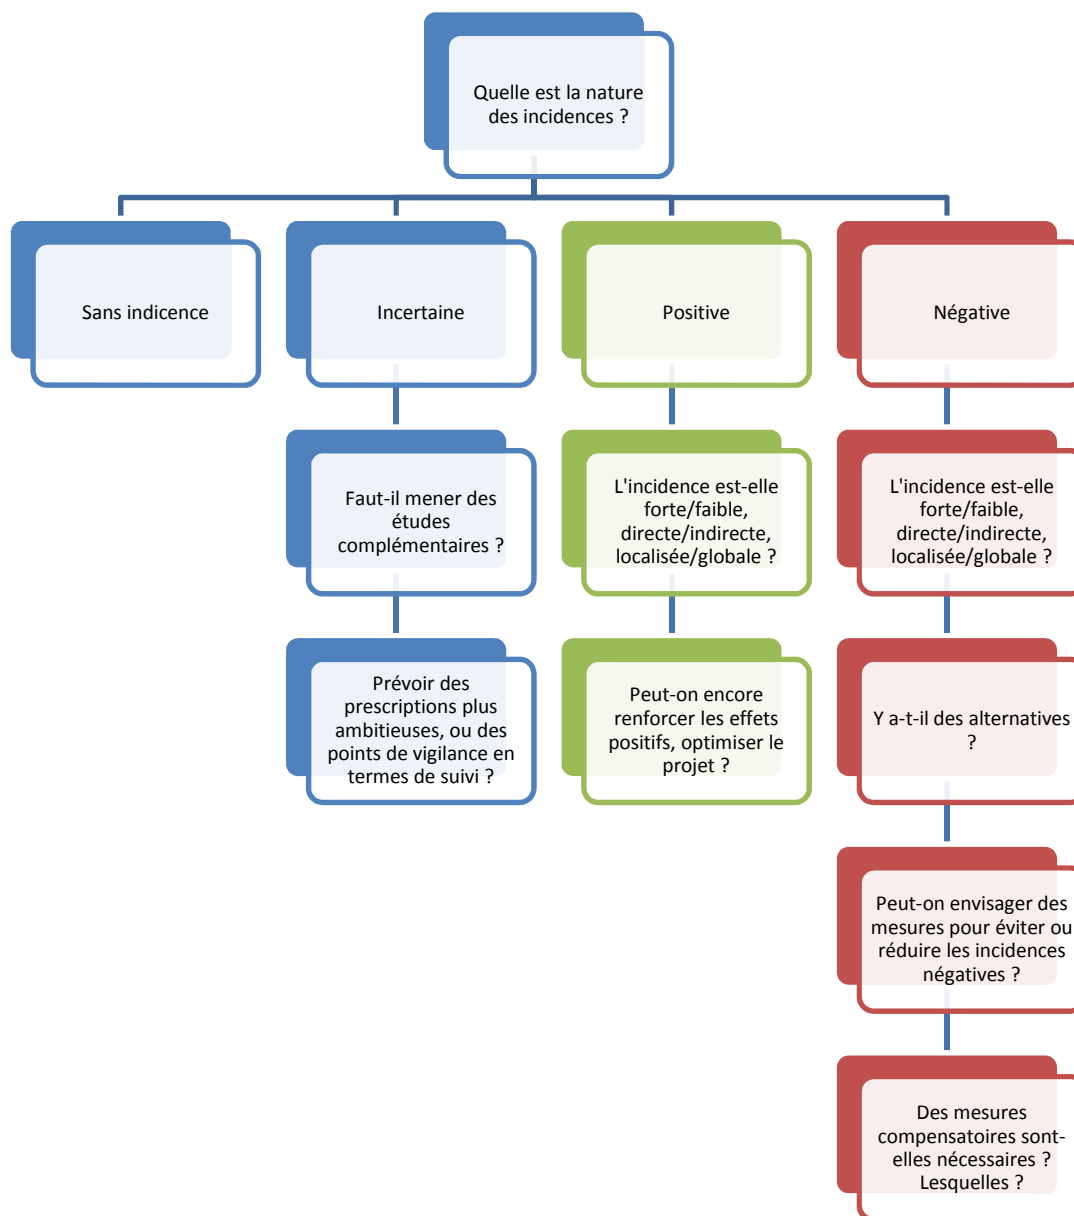 Quelle est la nature
des incidences ?
Sans indicence
Incertaine
Positive
Négative
Faut-il mener des
études
complémentaires ?
L'incidence est-elle
forte/faible,
directe/indirecte,
localisée/globale ?
L'incidence est-elle
forte/faible,
directe/indirecte,
localisée/globale ?
Prévoir des
prescriptions plus
ambitieuses, ou des
points de vigilance en
termes de suivi ?
Peut-on encore
renforcer les effets
positifs, optimiser le
projet ?
Y a-t-il des alternatives
?
Peut-on envisager des
mesures pour éviter ou
réduire les incidences
négatives ?
Des mesures
compensatoires sont-
elles nécessaires ?
Lesquelles ?